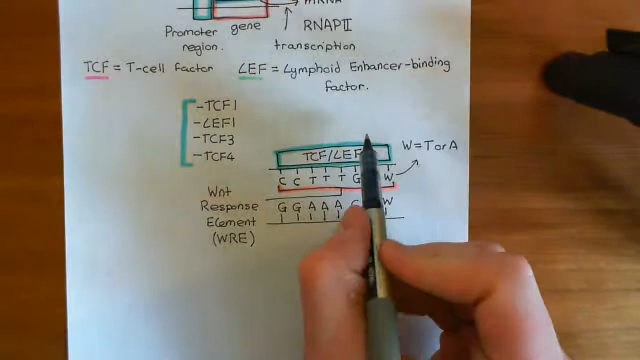 mRNA
Promoter gene RNAPII
region. transcription
TCF = T-cell factor LEF = Lymphoid Enhancer-binding
factor.
-TCF1
-LEF1
-TCF3
-TCF4
TCF/LEF W=T or A
C C T T T G W
Wnt
Response G G A A A C W
Element
(WRE)